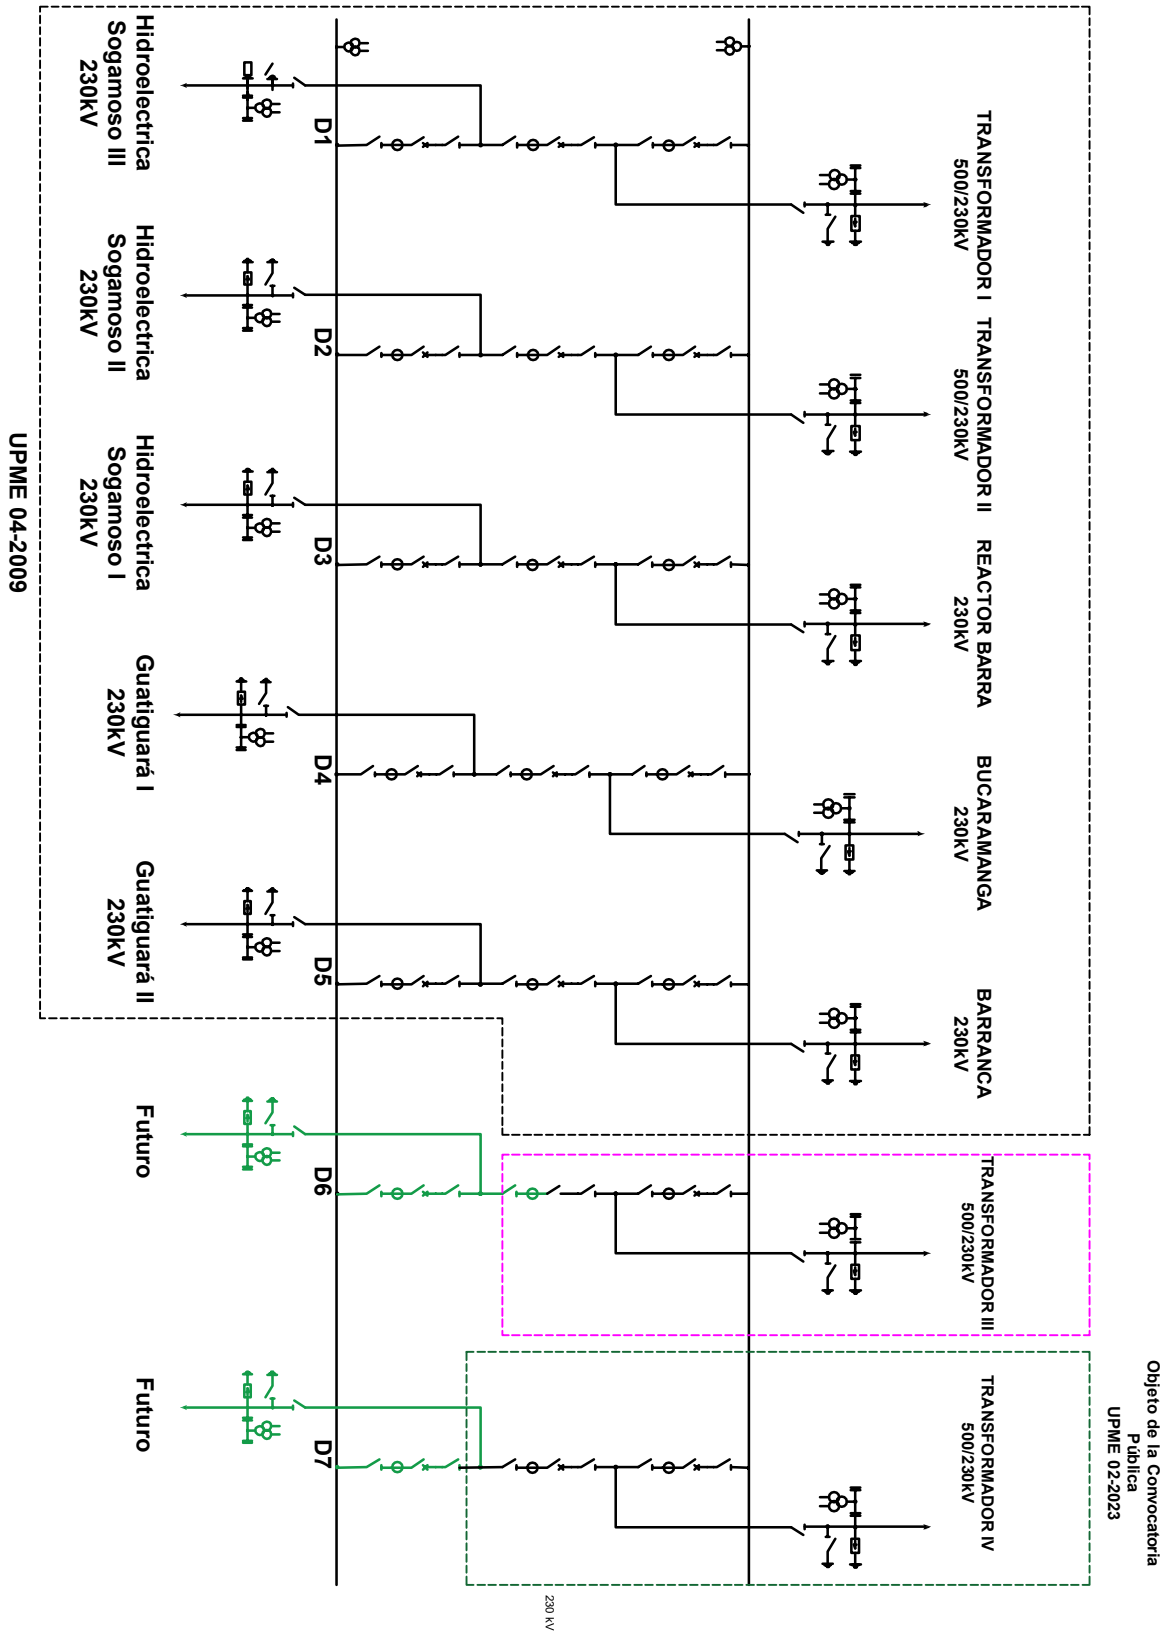 Objeto de la Convocatoria
Pública
UPME 02-2023
TRANSFORMADOR I
500/230kV
TRANSFORMADOR II
500/230kV
REACTOR BARRA
230kV
BUCARAMANGA
230kV
BARRANCA
230kV
TRANSFORMADOR III
500/230kV
TRANSFORMADOR IV
500/230kV
230 kV
D1
D2
D3
D4
D5
D6
D7
Hidroelectrica
Sogamoso III
230kV
Hidroelectrica
Sogamoso II
230kV
Hidroelectrica
Sogamoso I
230kV
Guatiguará I
230kV
Guatiguará II
230kV
Futuro
Futuro
UPME 04-2009